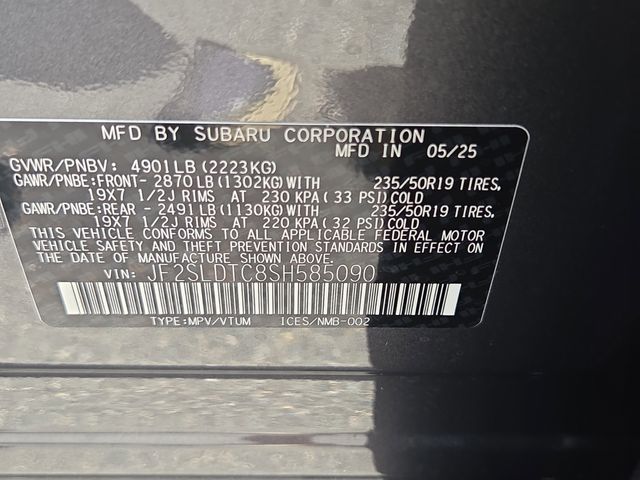 MFD BY SUBARU CORPORATION
MFD IN 05/25
GVWR/PNBV: 4901LB (2223KG)
GAWR/PNBE:FRONT- 2870LB (1302KG)WITH 235/50R19 TIRES,
19X7 1/2J RIMS AT 230 KPA (33 PSI)COLD
GAWR/PNBE: REAR - 2491LB (1130KG)WITH 235/50R19 TIRES,
19X7 1/2J RIMS AT 220 KPA (32 PSI)COLD
THIS VEHICLE CONFORMS TO ALL APPLICABLE FEDERAL MOTOR
VEHICLE SAFETY AND THEFT PREVENTION STANDARDS IN EFFECT ON
THE DATE OF MANUFACTURE SHOWN ABOVE.
VIN: JF2SLDTC8SH585090
TYPE:MPV/VTUM ICES/NMB-002